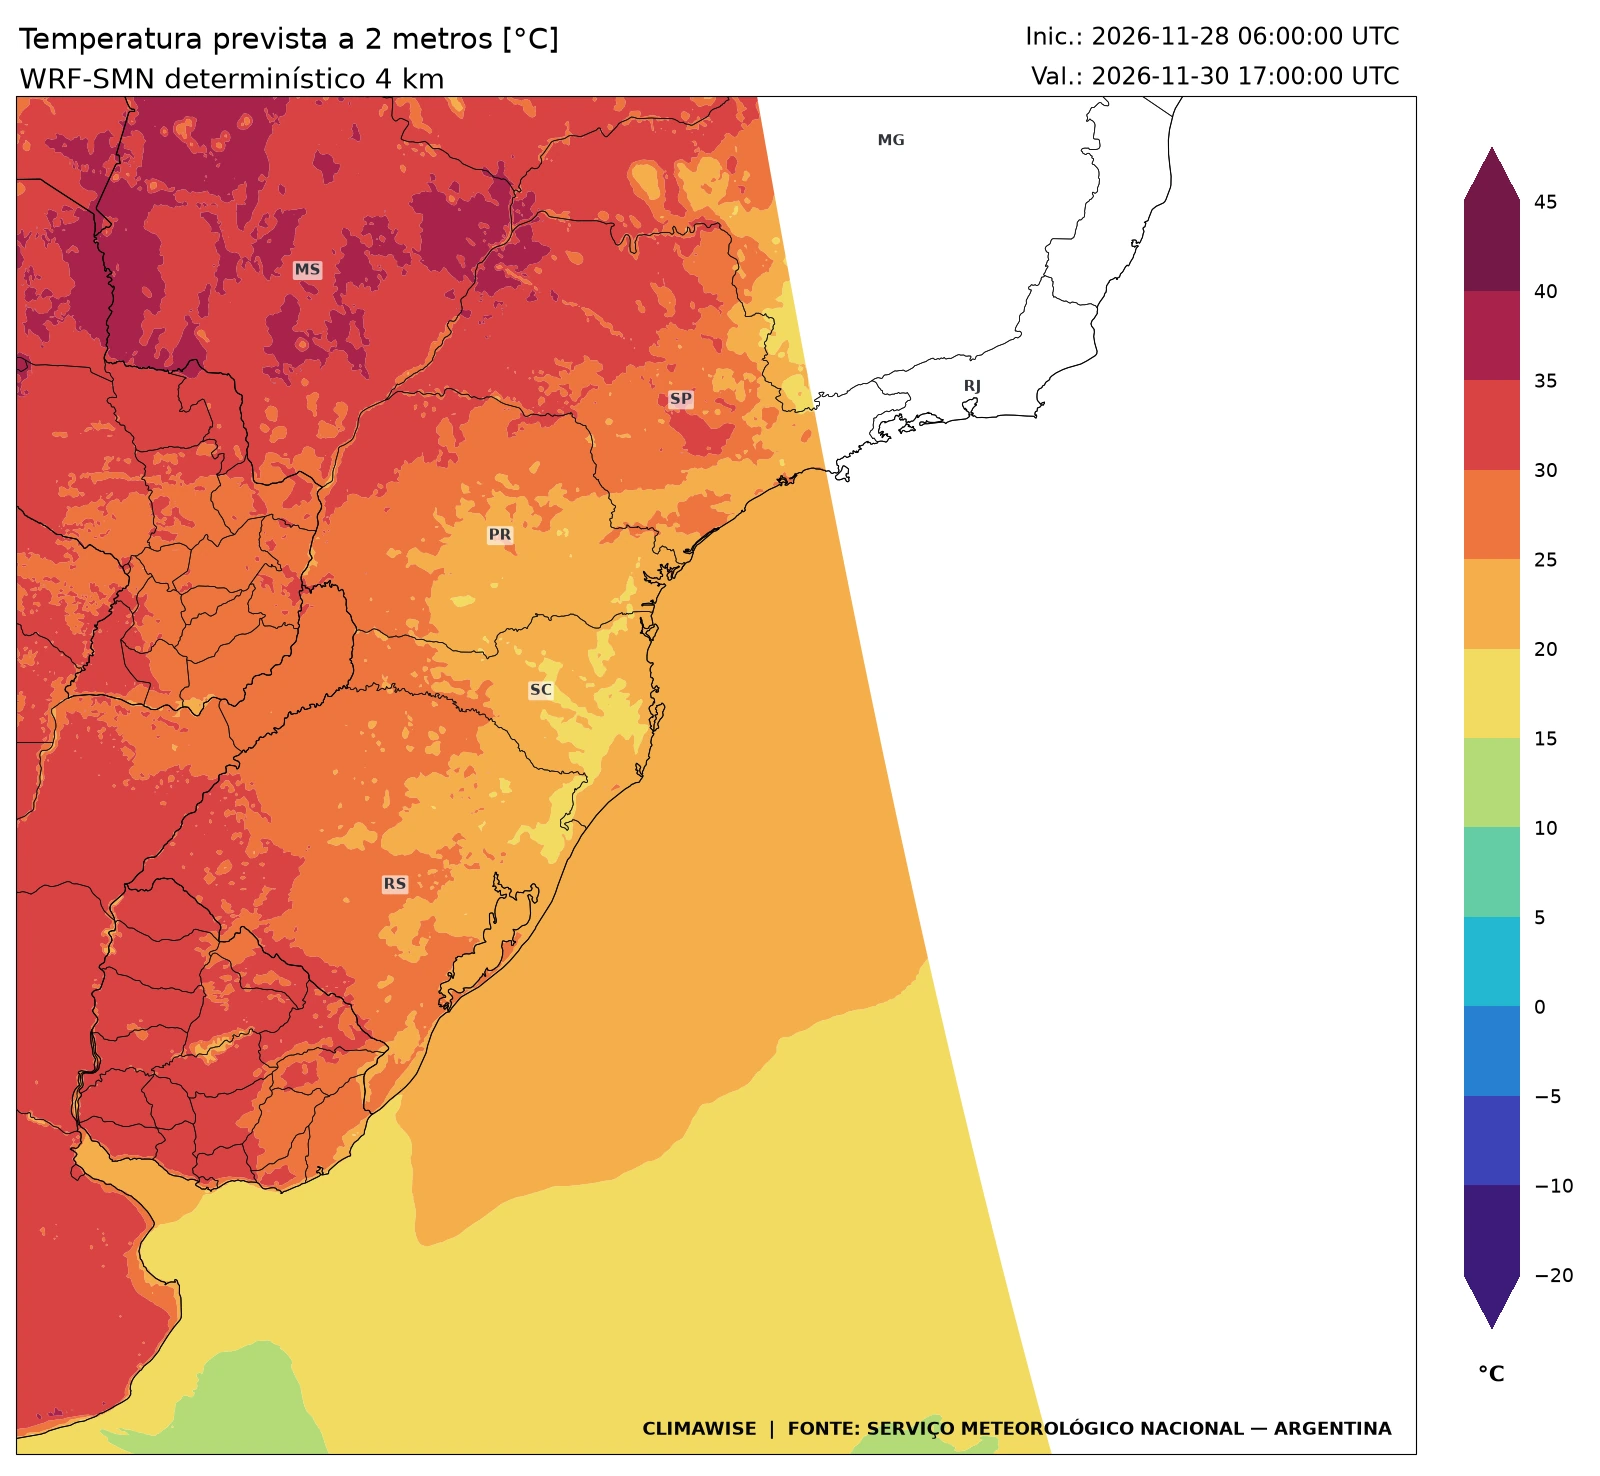 Temperatura prevista a 2 metros [°C]
WRF-SMN determinístico 4 km
Inic.: 2026-11-28 06:00:00 UTC
Val.: 2026-11-30 17:00:00 UTC
MG
MS
RJ
SP
PR
SC
RS
45
40
35
30
25
20
15
10
5
0
−5
−10
−20
°C
CLIMAWISE | FONTE: SERVIÇO METEOROLÓGICO NACIONAL — ARGENTINA